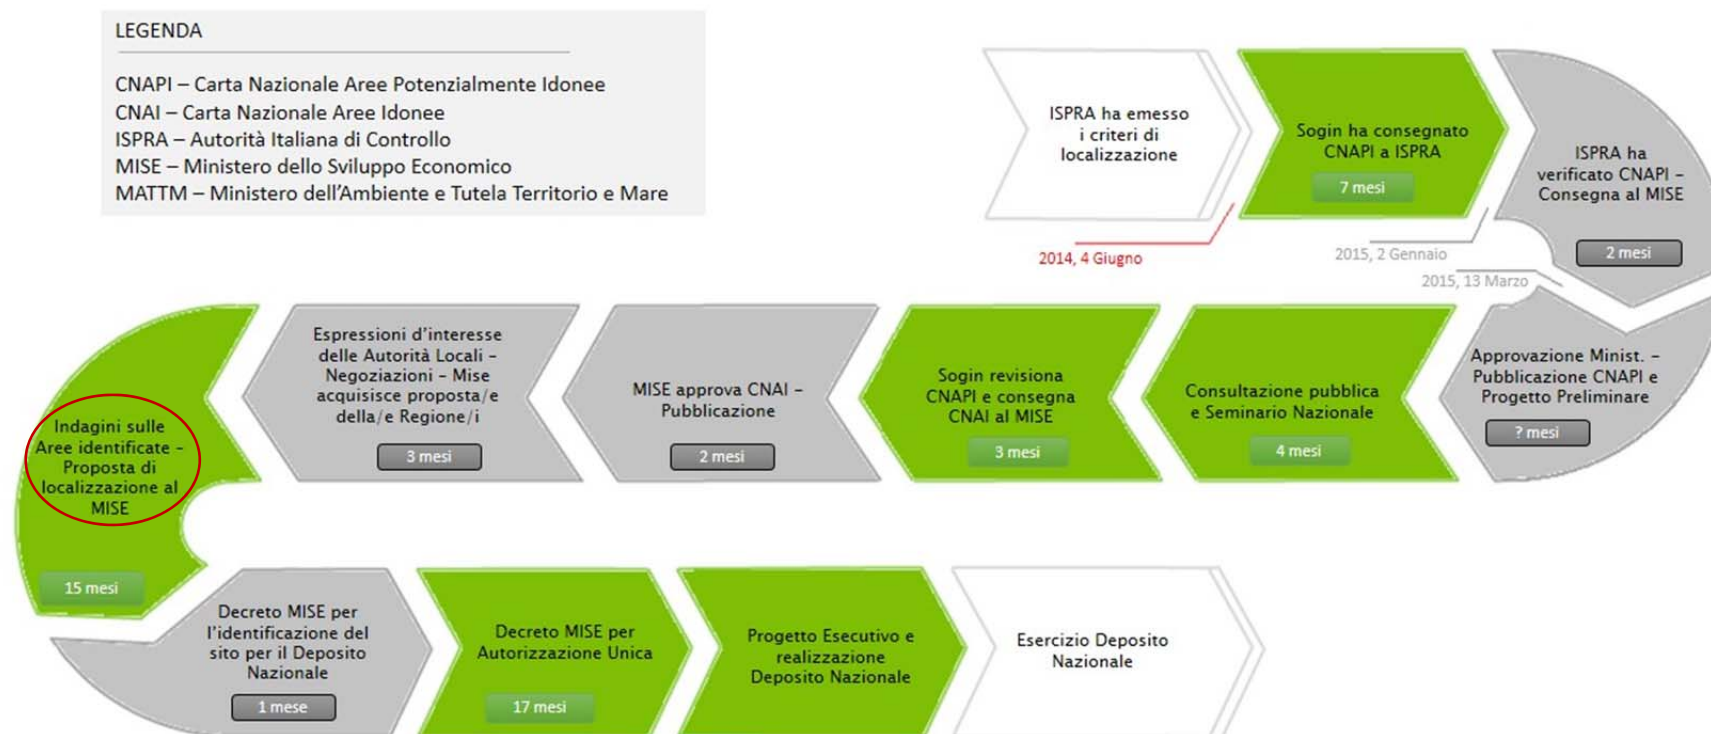 LEGENDA
CNAPI – Carta Nazionale Aree Potenzialmente Idonee
CNAI – Carta Nazionale Aree Idonee
ISPRA – Autorità Italiana di Controllo
MISE – Ministero dello Sviluppo Economico
MATTM – Ministero dell'Ambiente e Tutela Territorio e Mare
ISPRA ha emesso
i criteri di
localizzazione
2014, 4 Giugno
Sogin ha consegnato
CNAPI a ISPRA
7 mesi
2015, 2 Gennaio
ISPRA ha
verificato CNAPI –
Consegna al MISE
2 mesi
2015, 13 Marzo
Approvazione Minist. –
Pubblicazione CNAPI e
Progetto Preliminare
? mesi
Consultazione pubblica
e Seminario Nazionale
4 mesi
Sogin revisiona
CNAPI e consegna
CNAI al MISE
3 mesi
MISE approva CNAI –
Pubblicazione
2 mesi
Espressioni d'interesse
delle Autorità Locali –
Negoziazioni – Mise
acquisisce proposta/e
della/e Regione/i
3 mesi
Indagini sulle
Aree identificate –
Proposta di
localizzazione al
MISE
15 mesi
Decreto MISE per
l'identificazione del
sito per il Deposito
Nazionale
1 mese
Decreto MISE per
Autorizzazione Unica
17 mesi
Progetto Esecutivo e
realizzazione
Deposito Nazionale
Esercizio Deposito
Nazionale